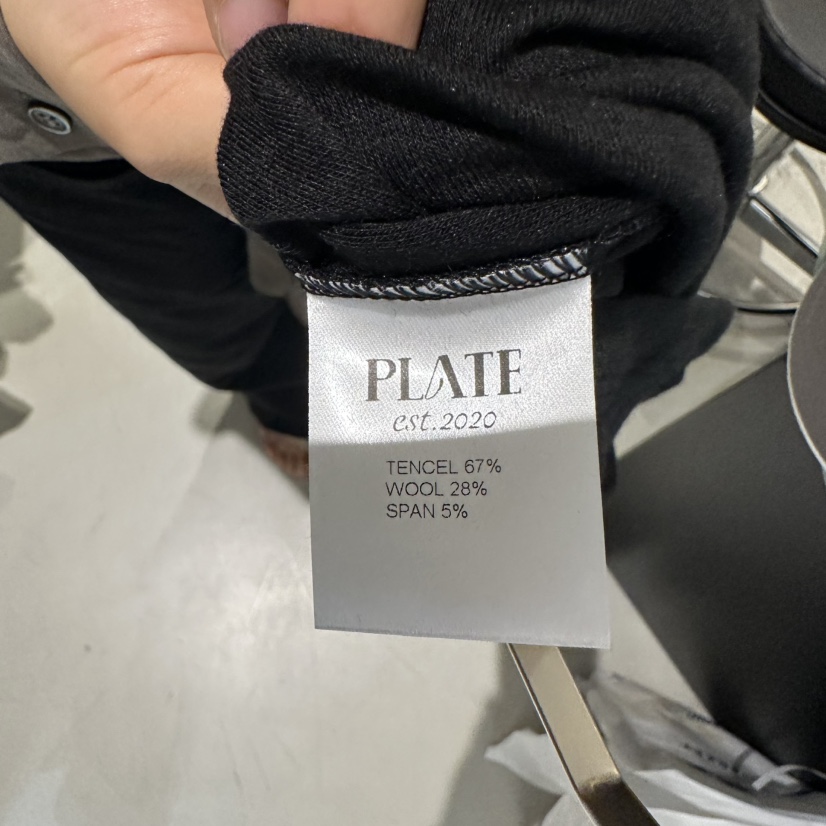 PLATE
est.2020
TENCEL 67%
WOOL 28%
SPAN 5%